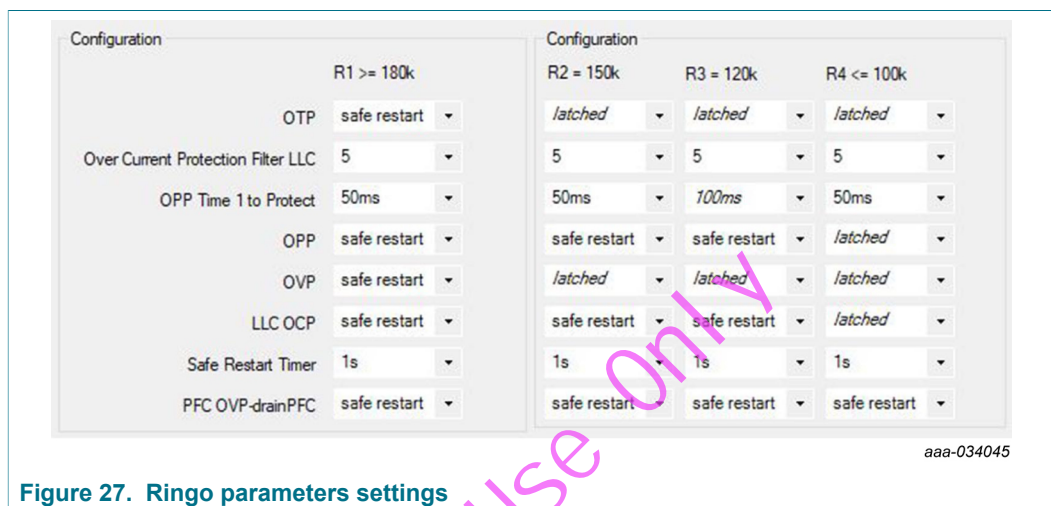 Configuration Configuration
R1 >= 180k R2 = 150k R3 = 120k R4 <= 100k
OTP safe restart latched latched latched
Over Current Protection Filter LLC 5 5 5 5
OPP Time 1 to Protect 50ms 50ms 100ms 50ms
OPP safe restart safe restart safe restart latched
OVP safe restart latched latched latched
LLC OCP safe restart safe restart safe restart latched
Safe Restart Timer 1s 1s 1s 1s
PFC OVP-drainPFC safe restart safe restart safe restart safe restart
aaa-034045
Figure 27. Ringo parameters settings
Use Only